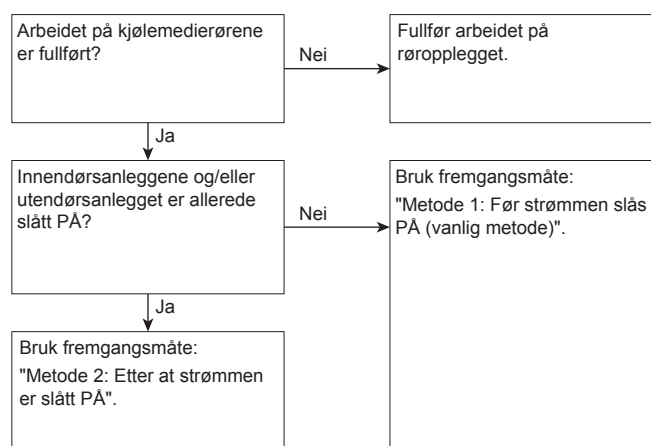 Arbeidet på kjølemedierørene
er fullført?
Nei
Fullfør arbeidet på
røropplegget.
Ja
Innendørsanleggene og/eller
utendørsanlegget er allerede
slått PÅ?
Nei
Bruk fremgangsmåte:
"Metode 1: Før strømmen slås
PÅ (vanlig metode)".
Ja
Bruk fremgangsmåte:
"Metode 2: Etter at strømmen
er slått PÅ".